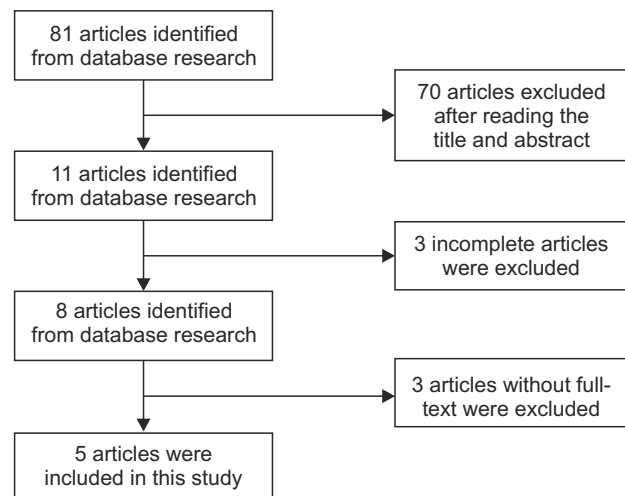 81 articles identified
from database research
70 articles excluded
after reading the
title and abstract
11 articles identified
from database research
3 incomplete articles
were excluded
8 articles identified
from database research
3 articles without full-
text were excluded
5 articles were
included in this study